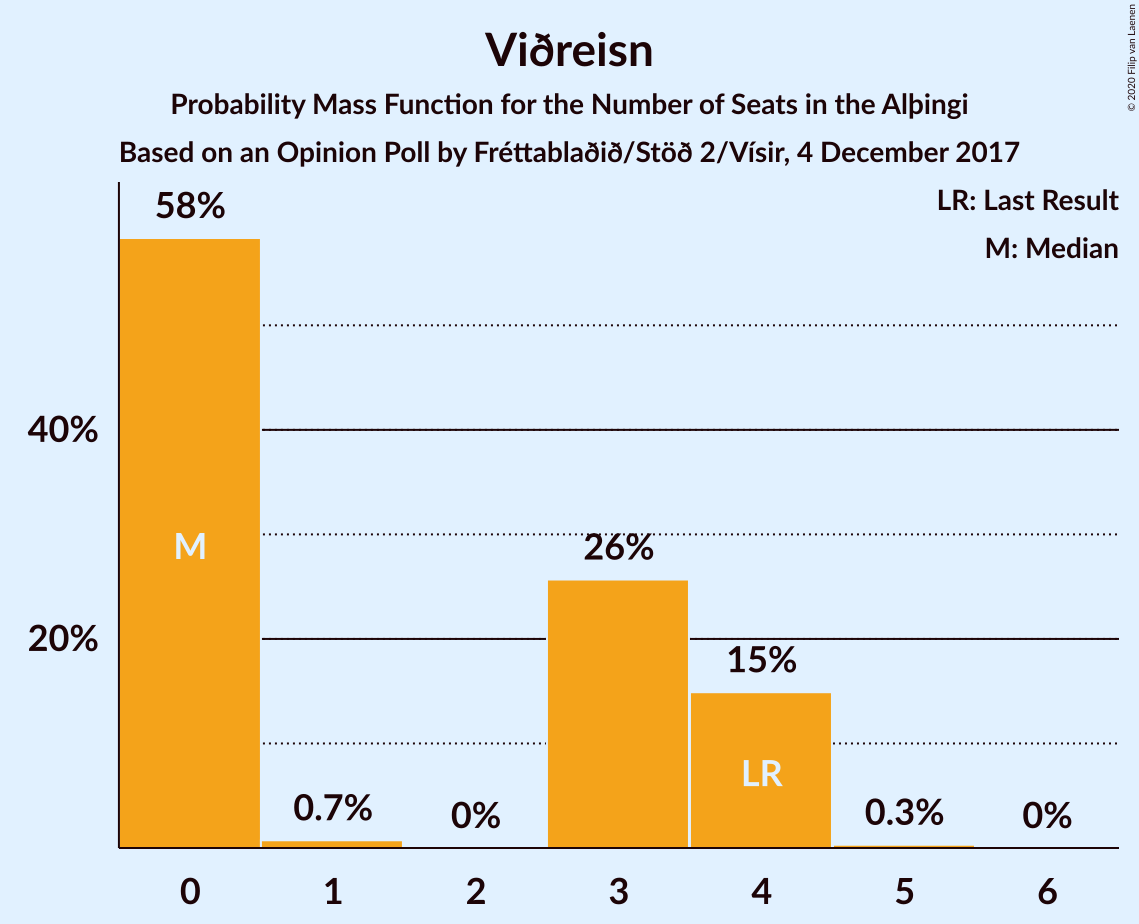 Viðreisn
Probability Mass Function for the Number of Seats in the Alþingi
Based on an Opinion Poll by Fréttablaðið/Stöð 2/Vísir, 4 December 2017
© 2020 Filip van Laenen
LR: Last Result
M: Median
58%
40%
M
26%
20%
15%
LR
0.7%
0%
0.3%
0%
0 1 2 3 4 5 6